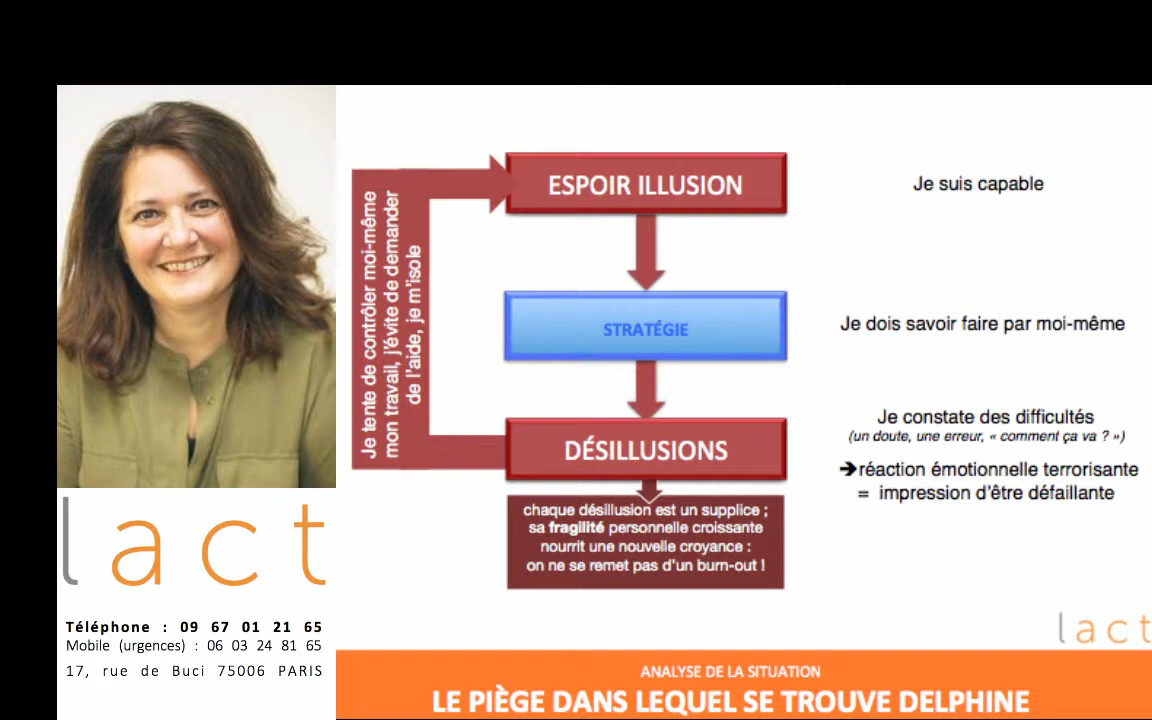 lact
Téléphone : 09 67 01 21 65
Mobile (urgences) : 06 03 24 81 65
17, rue de Buci 75006 PARIS
Je tente de contrôler moi-même
mon travail, j'évite de demander
de l'aide, je m'isole
ESPOIR ILLUSION
Je suis capable
STRATÉGIE
Je dois savoir faire par moi-même
DÉSILLUSIONS
Je constate des difficultés
(un doute, une erreur, « comment ça va ? »)
➔réaction émotionnelle terrorisante
= impression d'être défaillante
chaque désillusion est un supplice ;
sa fragilité personnelle croissante
nourrit une nouvelle croyance :
on ne se remet pas d'un burn-out !
lact
ANALYSE DE LA SITUATION
LE PIÈGE DANS LEQUEL SE TROUVE DELPHINE